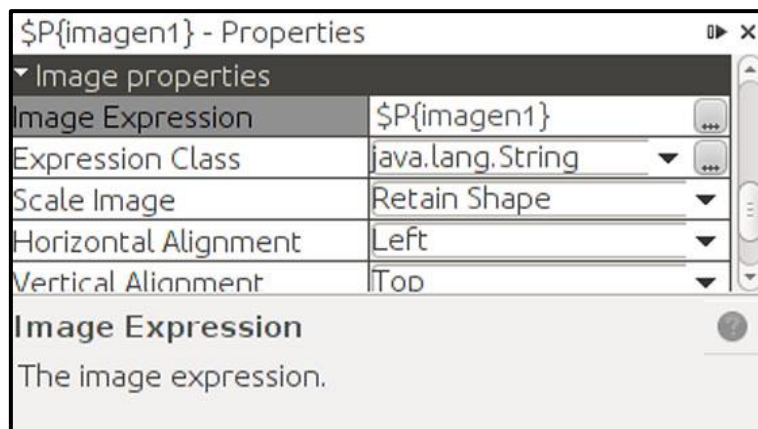 $P{imagen1} - Properties
Image properties
Image Expression $P{imagen1} ...
Expression Class java.lang.String ...
Scale Image Retain Shape
Horizontal Alignment Left
Vertical Alignment Top
Image Expression
?
The image expression.